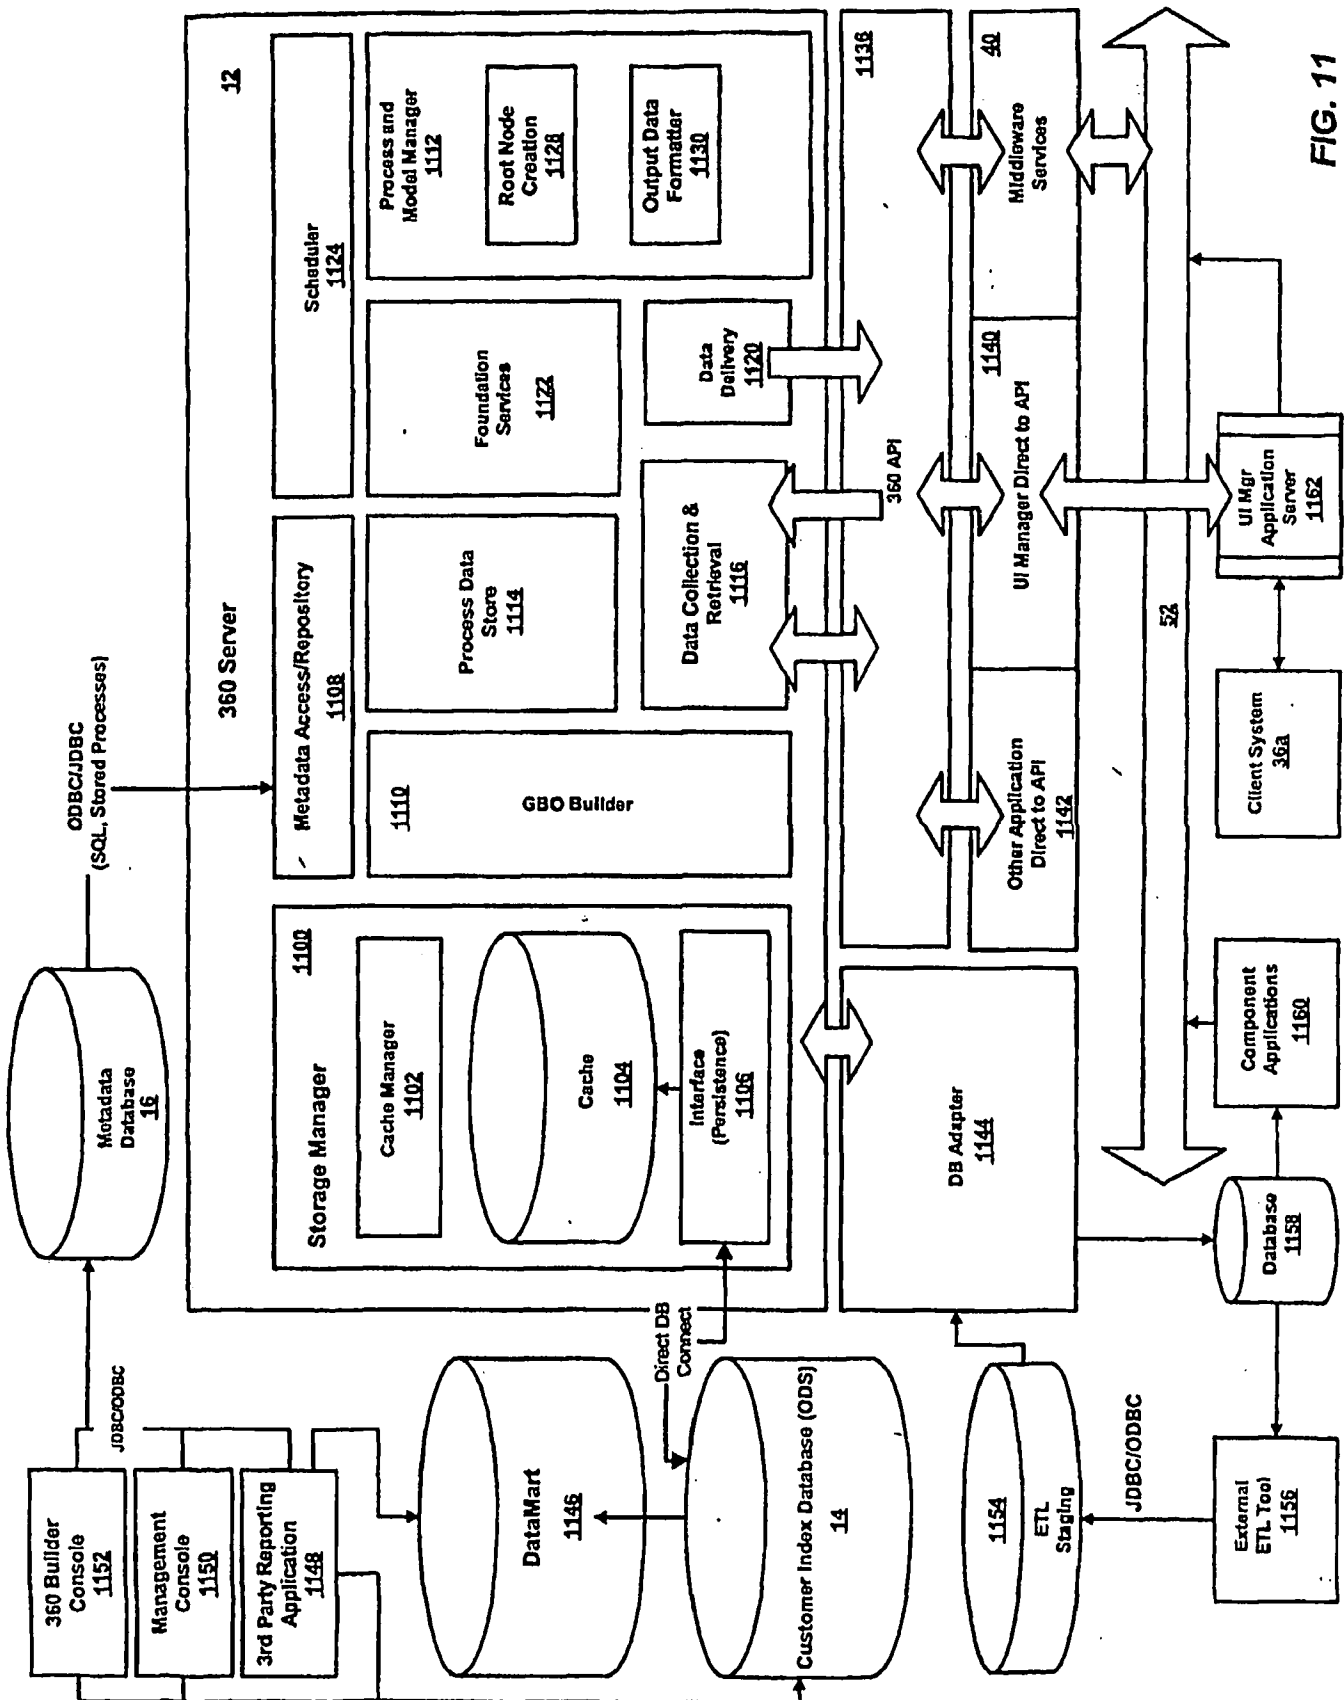 360 Builder
Console
1152
Management
Console
1150
3rd Party Reporting
Application
1148
JDBC/ODBC
Metadata
Database
16
ODBC/JDBC
(SQL, Stored Processes)
DataMart
1146
Direct DB
Connect
Customer Index Database (ODS)
14
1154
ETL
Staging
JDBC/ODBC
External
ETL Tool
1156
360 Server
12
Storage Manager
1100
Cache Manager
1102
Cache
1104
Interface
(Persistence)
1106
Metadata Access/Repository
1108
Scheduler
1124
1110
GBO Builder
Process Data
Store
1114
Foundation
Services
1122
Process and
Model Manager
1112
Root Node
Creation
1128
Output Data
Formatter
1130
Data Collection &
Retrieval
1116
Data
Delivery
1120
360 API
1136
DB Adapter
1144
Other Application
Direct to API
1142
UI Manager Direct to API
1140
Middleware
Services
40
52
Database
1158
Component
Applications
1160
Client System
36a
UI Mgr
Application
Server
1162
FIG. 11